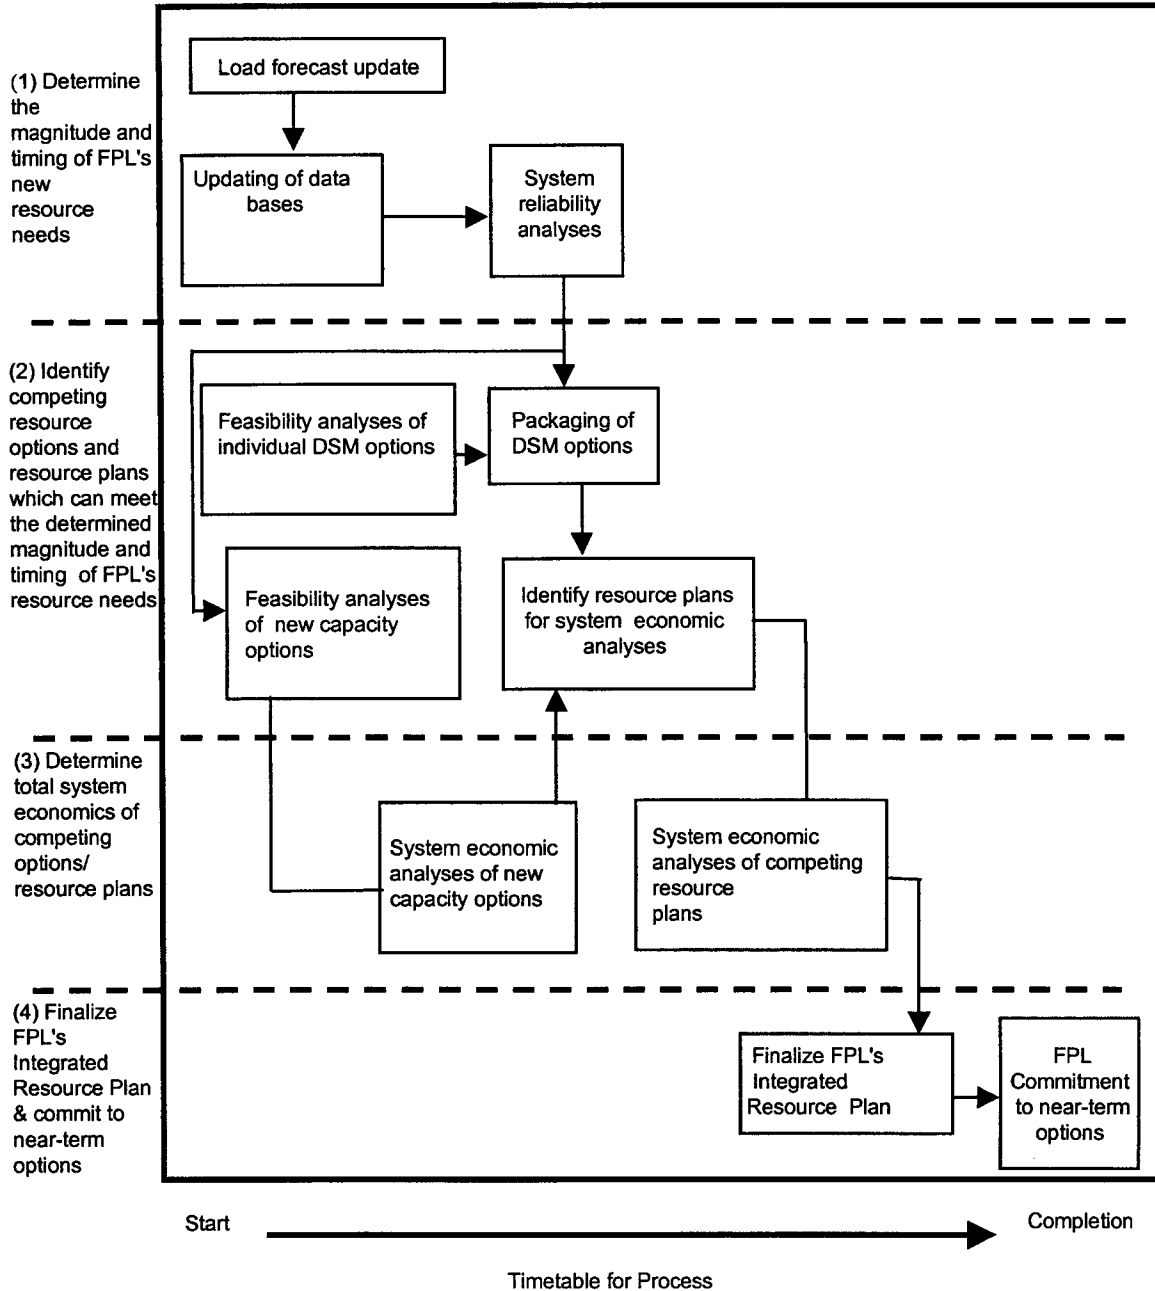 (1) Determine
the
magnitude and
timing of FPL's
new
resource
needs
Load forecast update
Updating of data
bases
System
reliability
analyses
(2) Identify
competing
resource
options and
resource plans
which can meet
the determined
magnitude and
timing of FPL's
resource needs
Feasibility analyses of
individual DSM options
Packaging of
DSM options
Feasibility analyses
of new capacity
options
Identify resource plans
for system economic
analyses
(3) Determine
total system
economics of
competing
options/
resource plans
System economic
analyses of new
capacity options
System economic
analyses of competing
resource
plans
(4) Finalize
FPL's
Integrated
Resource Plan
& commit to
near-term
options
Finalize FPL's
Integrated
Resource Plan
FPL
Commitment
to near-term
options
Start
Completion
Timetable for Process